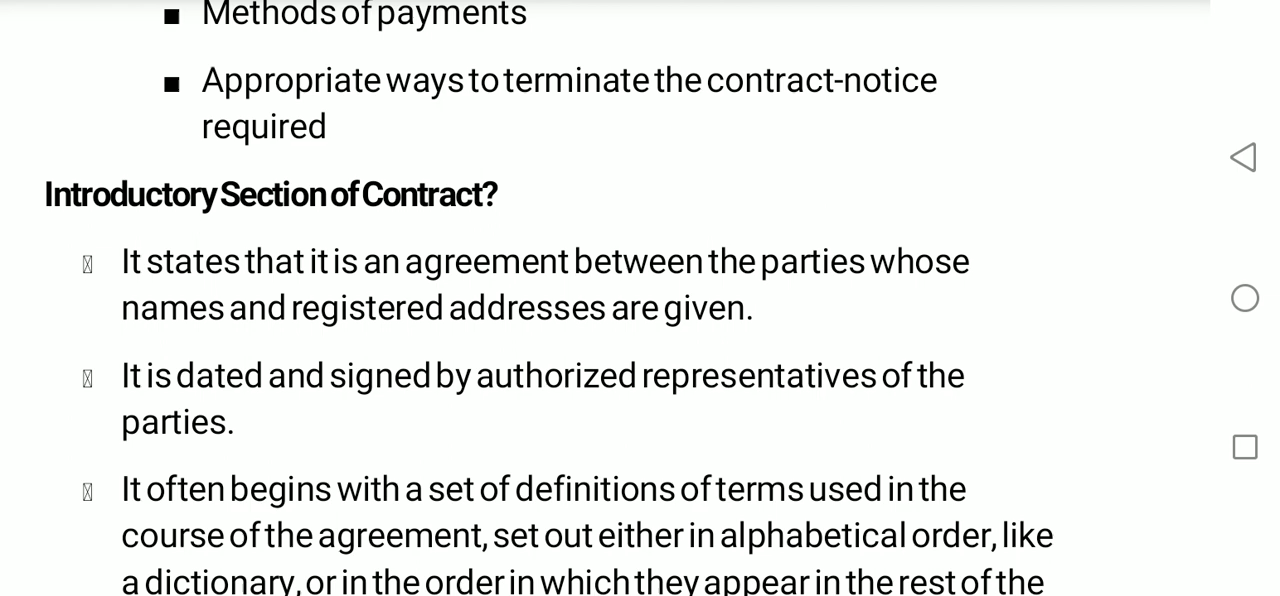 ■ Methods of payments
■ Appropriate ways to terminate the contract-notice
required
Introductory Section of Contract?
It states that it is an agreement between the parties whose
names and registered addresses are given.
It is dated and signed by authorized representatives of the
parties.
It often begins with a set of definitions of terms used in the
course of the agreement, set out either in alphabetical order, like
a dictionary, or in the order in which they appear in the rest of the